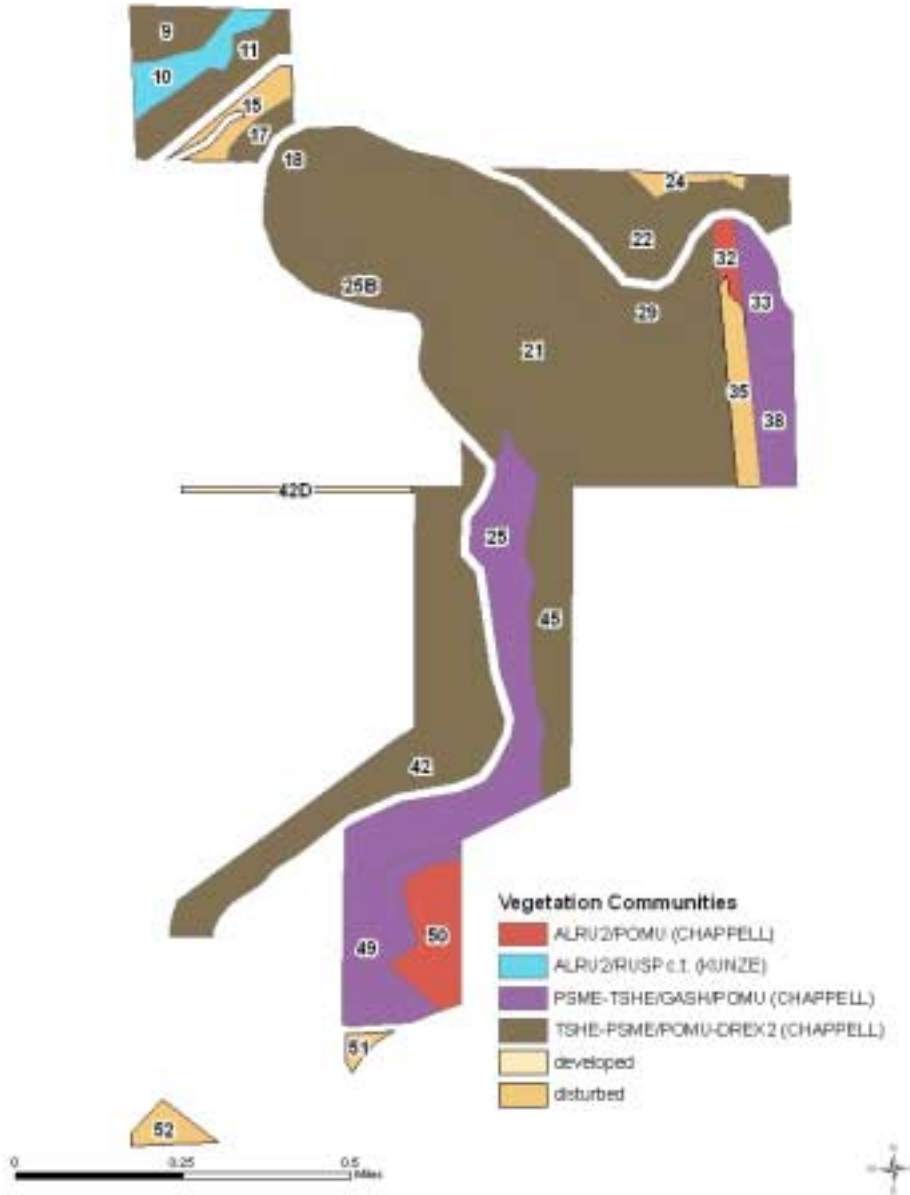 9
11
10
15
17
18
24
22
32
25B
29
33
21
35
38
42D
25
45
42
49
50
51
52
Vegetation Communities
ALRU2/POMU (CHAPPELL)
ALRU2/RUSP c.t. (KUNZE)
PSME-TSHE/GASH/POMU (CHAPPELL)
TSHE-PSME/POMU-DREX2 (CHAPPELL)
developed
disturbed
0 0.25 0.5
Miles